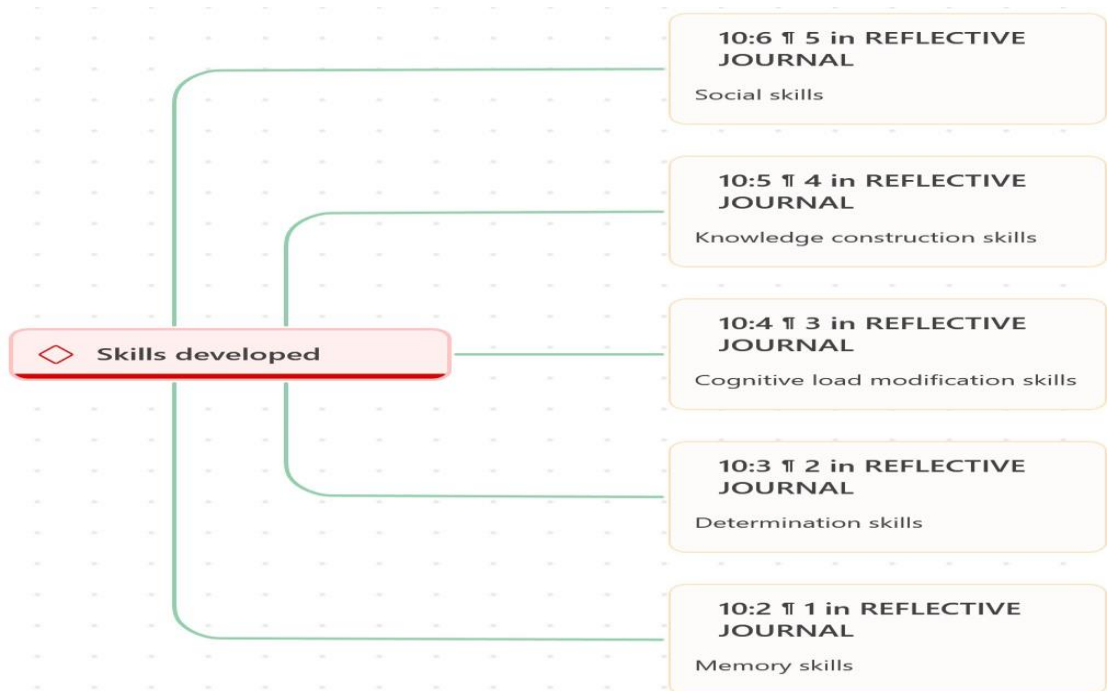 10:6 ¶ 5 in REFLECTIVE
JOURNAL
Social skills
10:5 ¶ 4 in REFLECTIVE
JOURNAL
Knowledge construction skills
10:4 ¶ 3 in REFLECTIVE
JOURNAL
Cognitive load modification skills
Skills developed
10:3 ¶ 2 in REFLECTIVE
JOURNAL
Determination skills
10:2 ¶ 1 in REFLECTIVE
JOURNAL
Memory skills